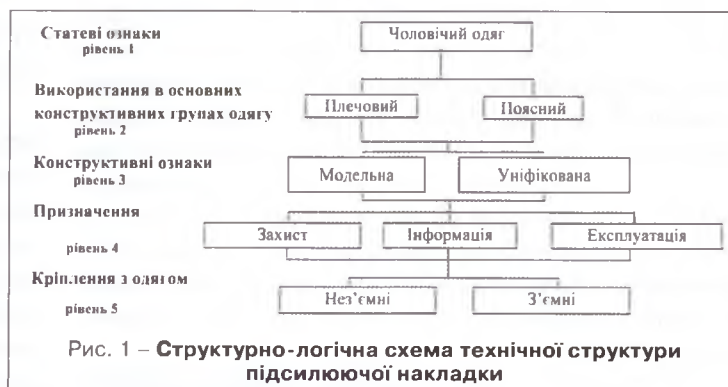 Статеві ознаки
рівень 1
Чоловічий одяг
Використання в основних
конструктивних групах одягу
рівень 2
Плечовий
Поясний
Конструктивні ознаки
рівень 3
Модельна
Уніфікована
Призначення
рівень 4
Захист
Інформація
Експлуатація
Кріплення з одягом
рівень 5
Нез’ємні
З’ємні
Рис. 1 – Структурно-логічна схема технічної структури
підсилюючої накладки